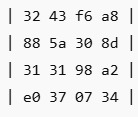 | 32 43 f6 a8 |
| 88 5a 30 8d |
| 31 31 98 a2 |
| e0 37 07 34 |